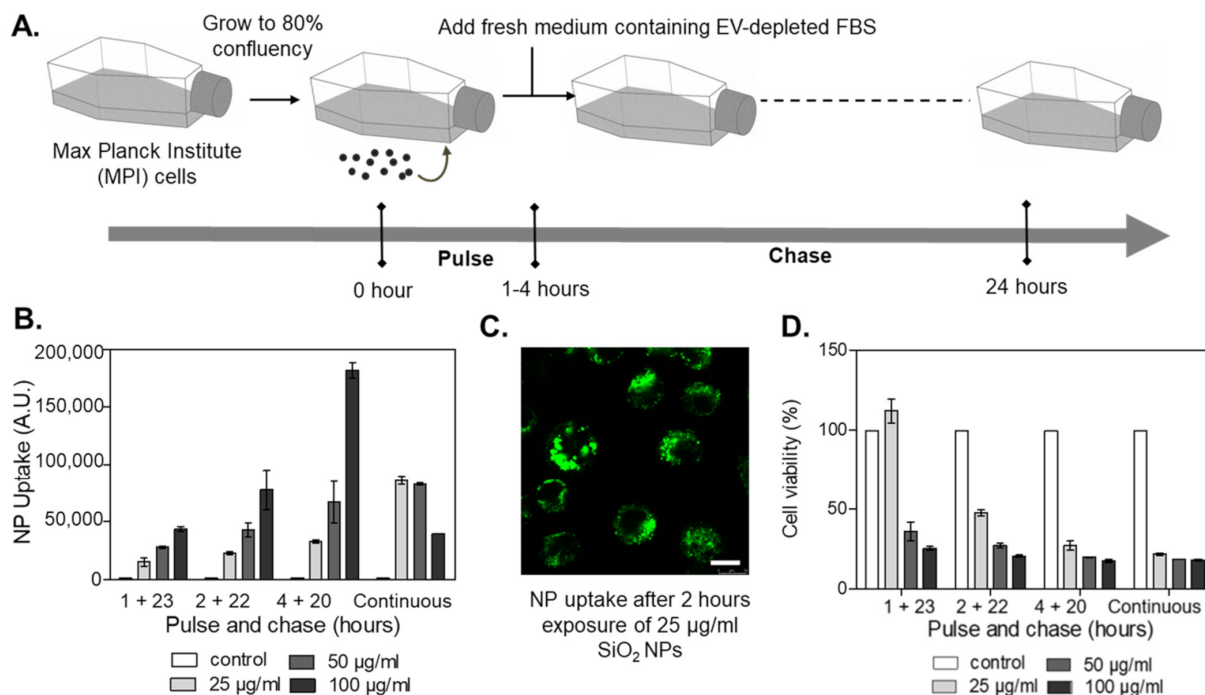 A.
Grow to 80%
confluency
Add fresh medium containing EV-depleted FBS
Max Planck Institute
(MPI) cells
Pulse
Chase
0 hour
1-4 hours
24 hours
B.
NP Uptake (A.U.)
200,000
150,000
100,000
50,000
0
1 + 23
2 + 22
4 + 20
Continuous
Pulse and chase (hours)
control
50 µg/ml
25 µg/ml
100 µg/ml
C.
NP uptake after 2 hours
exposure of 25 µg/ml
SiO₂ NPs
D.
Cell viability (%)
150
100
50
0
1 + 23
2 + 22
4 + 20
Continuous
Pulse and chase (hours)
control
50 µg/ml
25 µg/ml
100 µg/ml